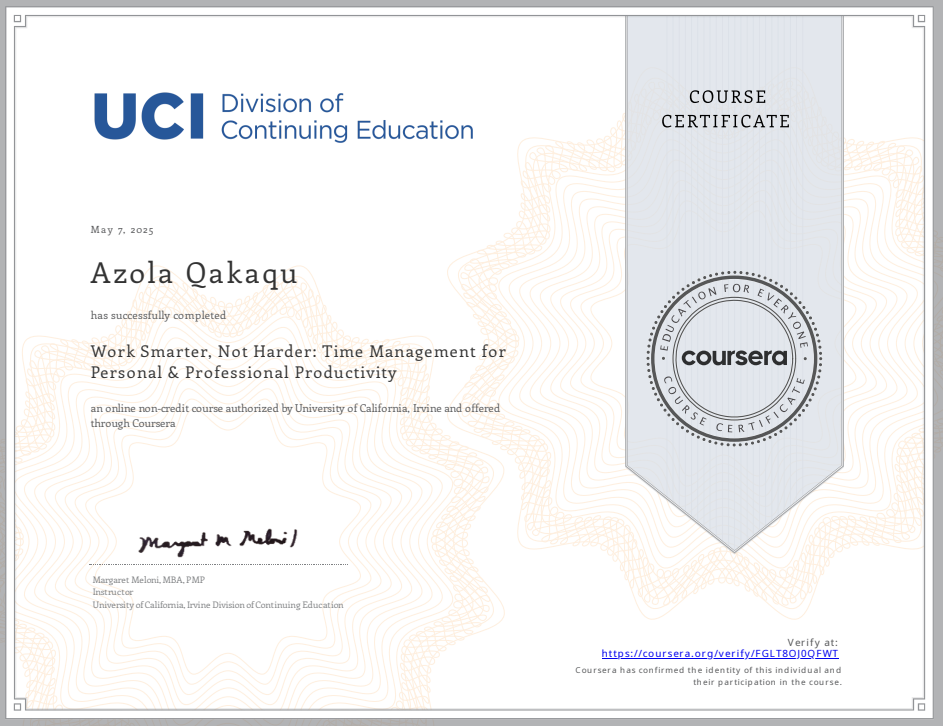 UCI Division of
Continuing Education
COURSE
CERTIFICATE
May 7, 2025
Azola Qakaqu
has successfully completed
Work Smarter, Not Harder: Time Management for
Personal & Professional Productivity
an online non-credit course authorized by University of California, Irvine and offered
through Coursera
EDUCATION FOR EVERYONE
coursera
COURSE CERTIFICATE
Margaret M Meloni
Margaret Meloni, MBA, PMP
Instructor
University of California, Irvine Division of Continuing Education
Verify at:
https://coursera.org/verify/FGLT8OJ0QFWT
Coursera has confirmed the identity of this individual and
their participation in the course.